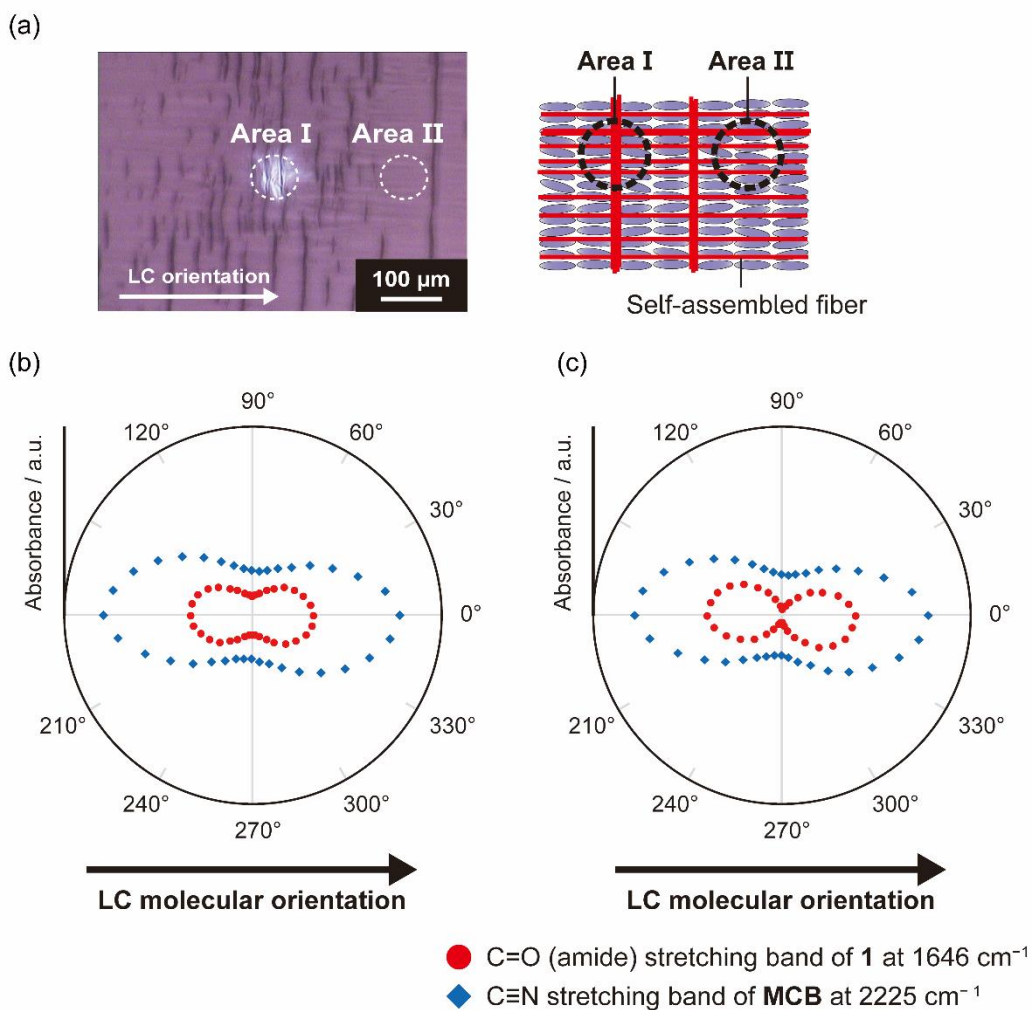 (a)
Area I
Area II
LC orientation
100 µm
Area I
Area II
Self-assembled fiber
(b)
Absorbance / a.u.
90°
120°
60°
30°
0°
210°
330°
240°
300°
270°
LC molecular orientation
(c)
Absorbance / a.u.
90°
120°
60°
30°
0°
210°
330°
240°
300°
270°
LC molecular orientation
C=O (amide) stretching band of 1 at 1646 cm⁻¹
C≡N stretching band of MCB at 2225 cm⁻¹